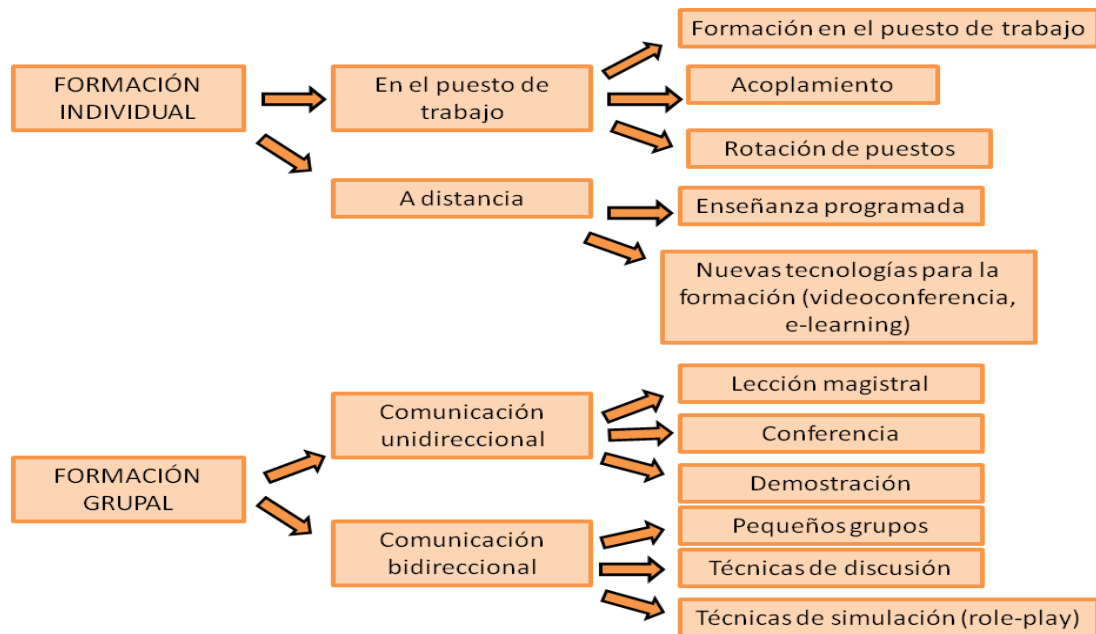 FORMACIÓN
INDIVIDUAL
En el puesto de
trabajo
Formación en el puesto de trabajo
Acoplamiento
Rotación de puestos
A distancia
Enseñanza programada
Nuevas tecnologías para la
formación (videoconferencia,
e-learning)
FORMACIÓN
GRUPAL
Comunicación
unidireccional
Lección magistral
Conferencia
Demostración
Comunicación
bidireccional
Pequeños grupos
Técnicas de discusión
Técnicas de simulación (role-play)